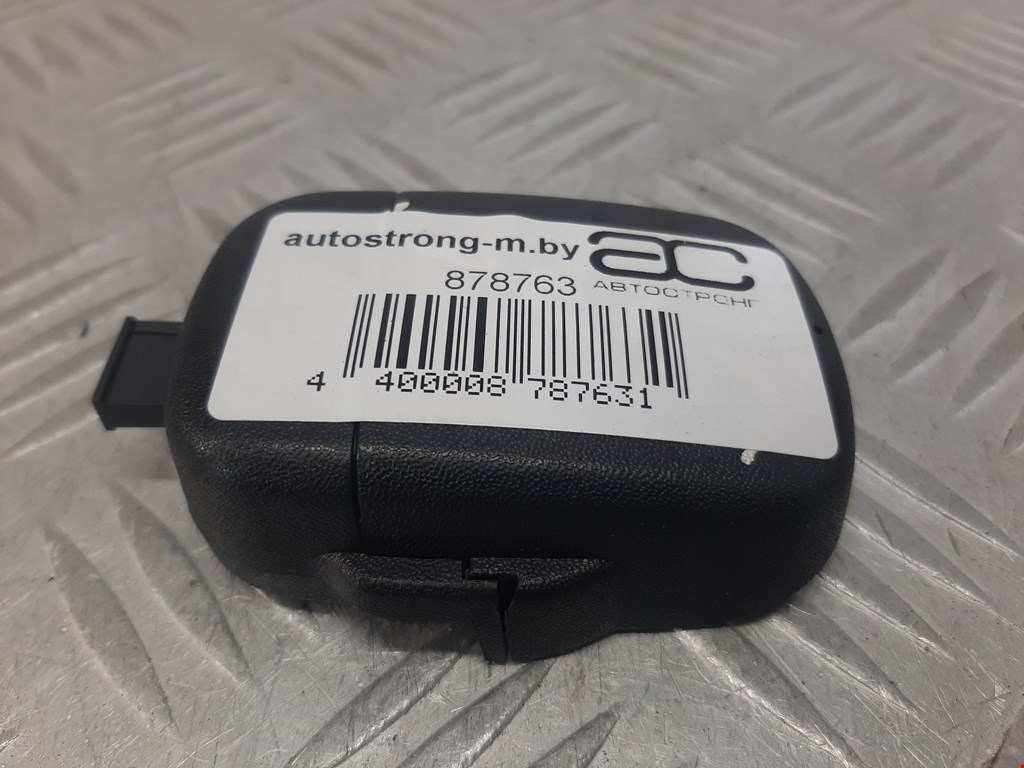 autostrong-m.by
ac
АВТОСТРОНГ
878763
4 400008 787631